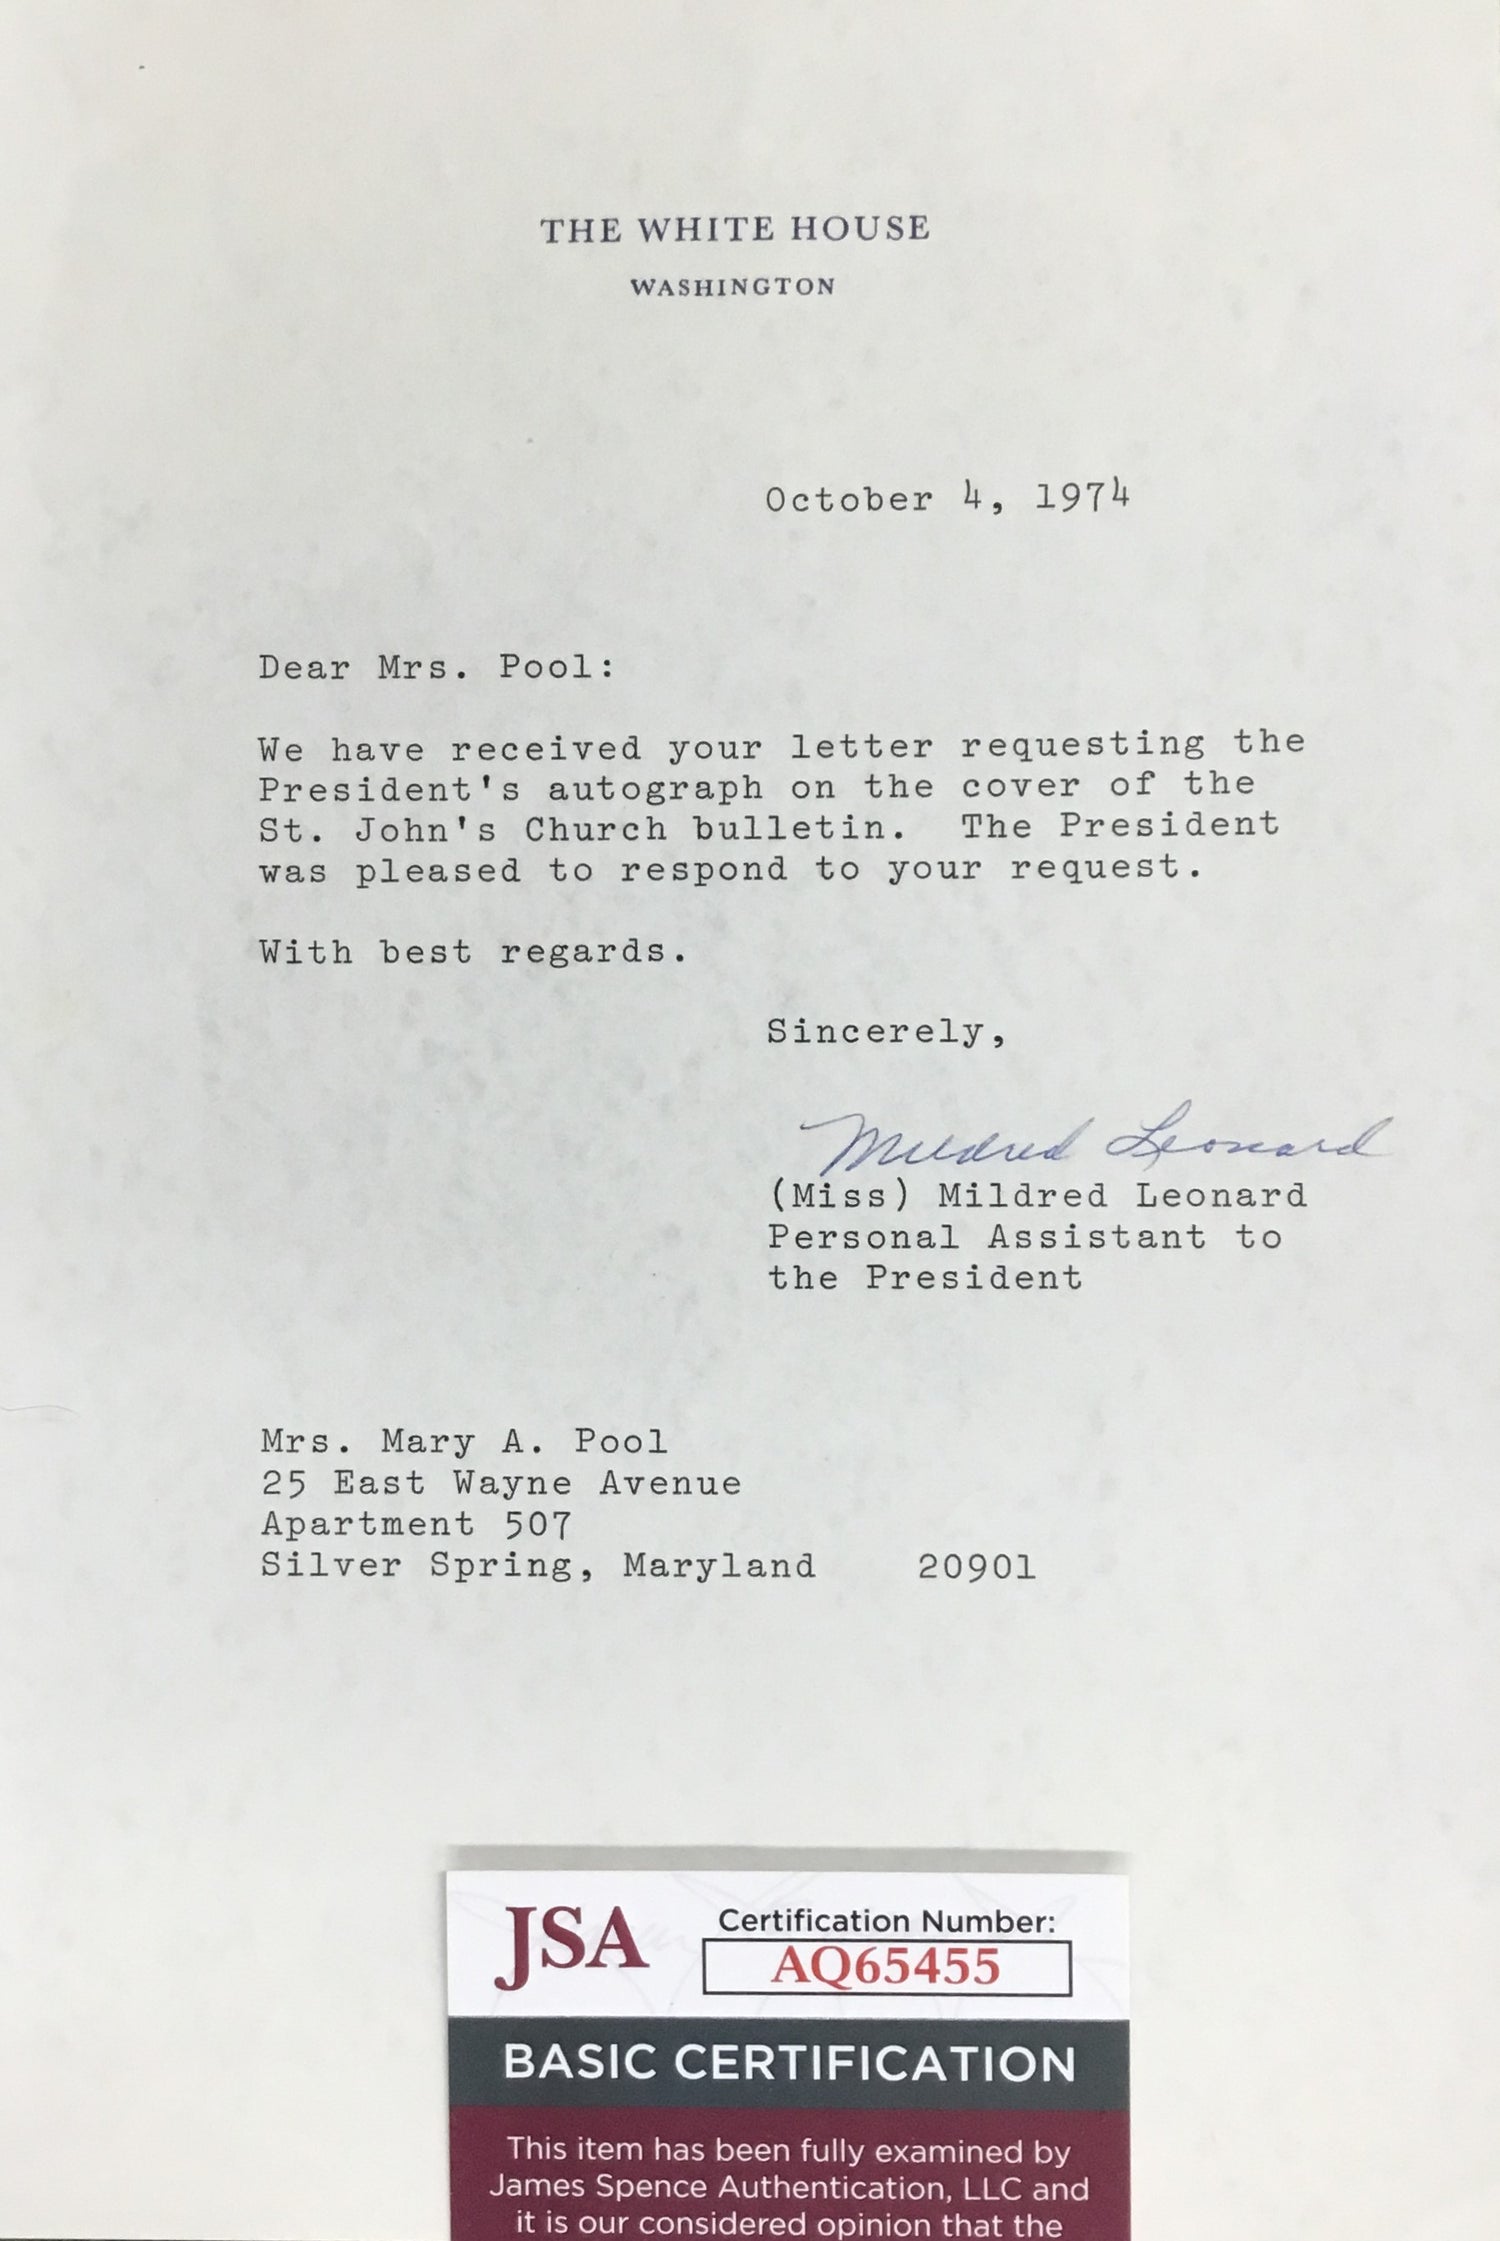 THE WHITE HOUSE
WASHINGTON
October 4, 1974
Dear Mrs. Pool:
We have received your letter requesting the
President's autograph on the cover of the
St. John's Church bulletin.  The President
was pleased to respond to your request.
With best regards.
Sincerely,
Mildred Leonard
(Miss) Mildred Leonard
Personal Assistant to
the President
Mrs. Mary A. Pool
25 East Wayne Avenue
Apartment 507
Silver Spring, Maryland    20901
JSA
Certification Number:
AQ65455
BASIC CERTIFICATION
This item has been fully examined by
James Spence Authentication, LLC and
it is our considered opinion that the